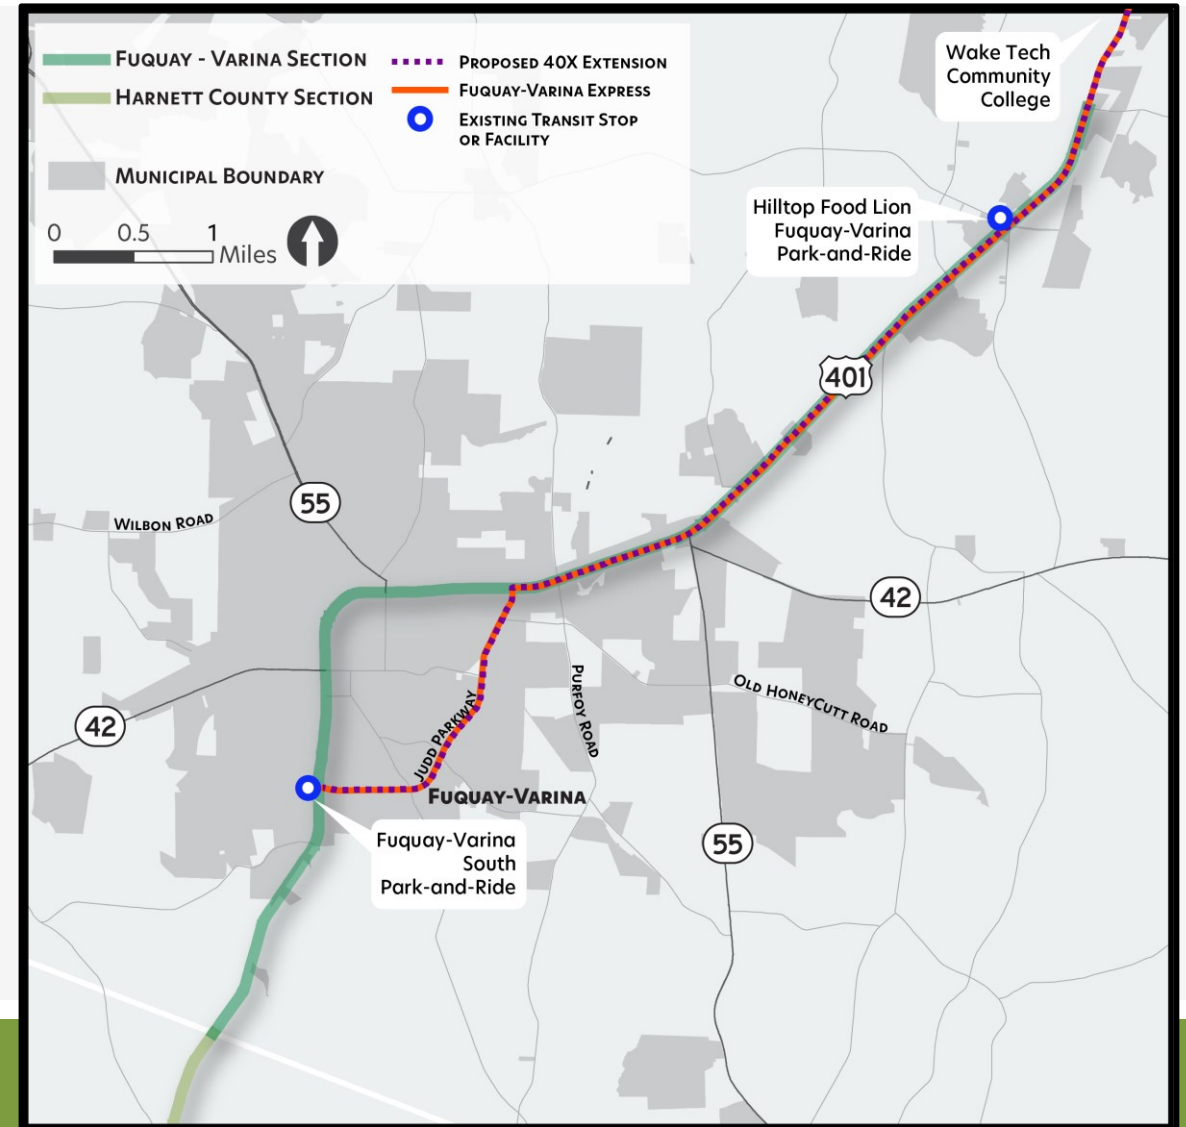 FUQUAY - VARINA SECTION
HARNETT COUNTY SECTION
PROPOSED 40X EXTENSION
FUQUAY-VARINA EXPRESS
EXISTING TRANSIT STOP
OR FACILITY
MUNICIPAL BOUNDARY
0 0.5 1
Miles
Wake Tech
Community
College
Hilltop Food Lion
Fuquay-Varina
Park-and-Ride
401
55
WILBON ROAD
42
OLD HONEYCUTT ROAD
PURFOY ROAD
JUDD PARKWAY
42
FUQUAY-VARINA
Fuquay-Varina
South
Park-and-Ride
55